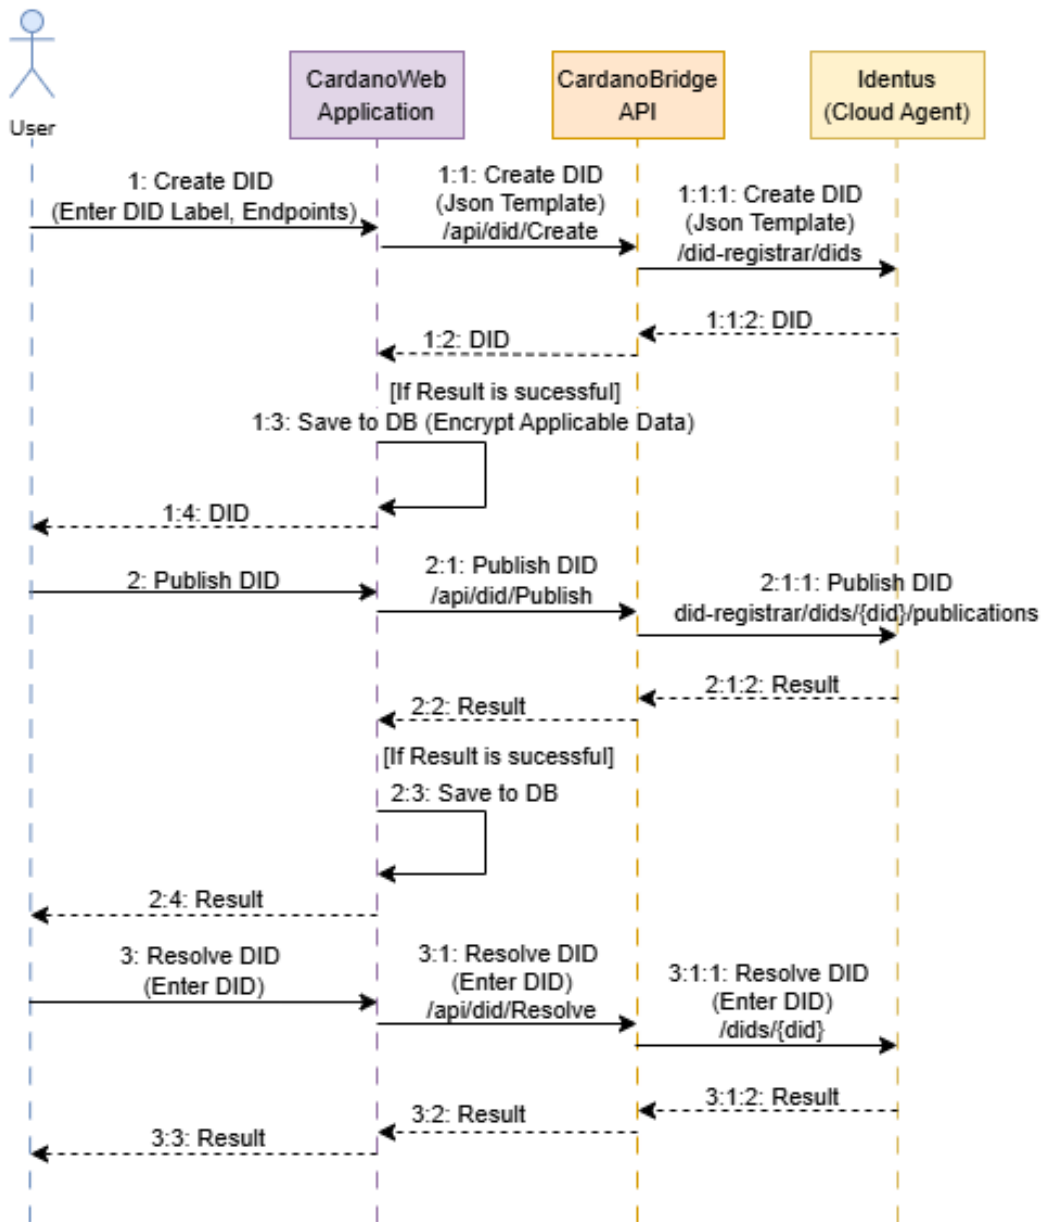 User
CardanoWeb
Application
CardanoBridge
API
Identus
(Cloud Agent)
1: Create DID
(Enter DID Label, Endpoints)
1:1: Create DID
(Json Template)
/api/did/Create
1:1:1: Create DID
(Json Template)
/did-registrar/dids
1:1:2: DID
1:2: DID
[If Result is sucessful]
1:3: Save to DB (Encrypt Applicable Data)
1:4: DID
2: Publish DID
2:1: Publish DID
/api/did/Publish
2:1:1: Publish DID
did-registrar/dids/{did}/publications
2:1:2: Result
2:2: Result
[If Result is sucessful]
2:3: Save to DB
2:4: Result
3: Resolve DID
(Enter DID)
3:1: Resolve DID
(Enter DID)
/api/did/Resolve
3:1:1: Resolve DID
(Enter DID)
/dids/{did}
3:1:2: Result
3:2: Result
3:3: Result